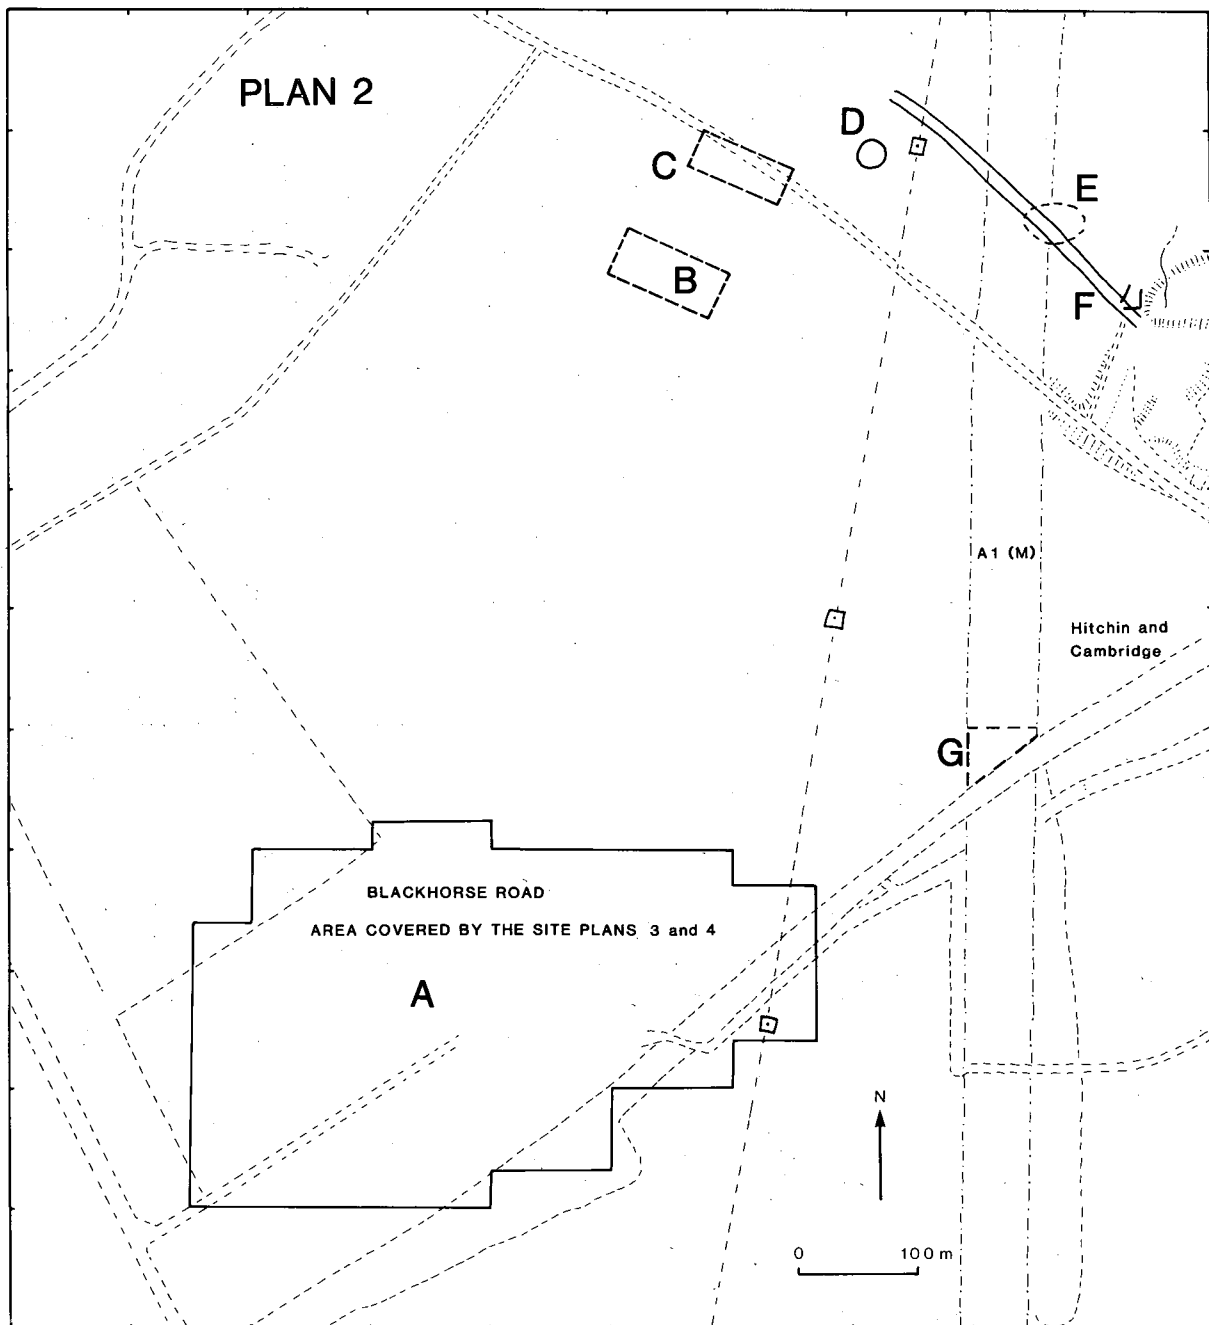 PLAN 2
D
C
E
B
F
A1 (M)
Hitchin and
Cambridge
G
BLACKHORSE ROAD
AREA COVERED BY THE SITE PLANS 3 and 4
A
N
0 100 m